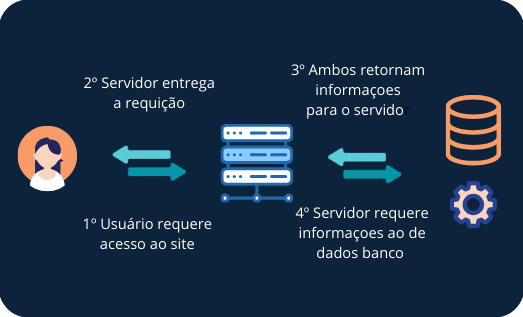 2º Servidor entrega
a requição
3º Ambos retornam
informaçoes
para o servidor
1º Usuário requere
acesso ao site
4º Servidor requere
informaçoes ao de
dados banco